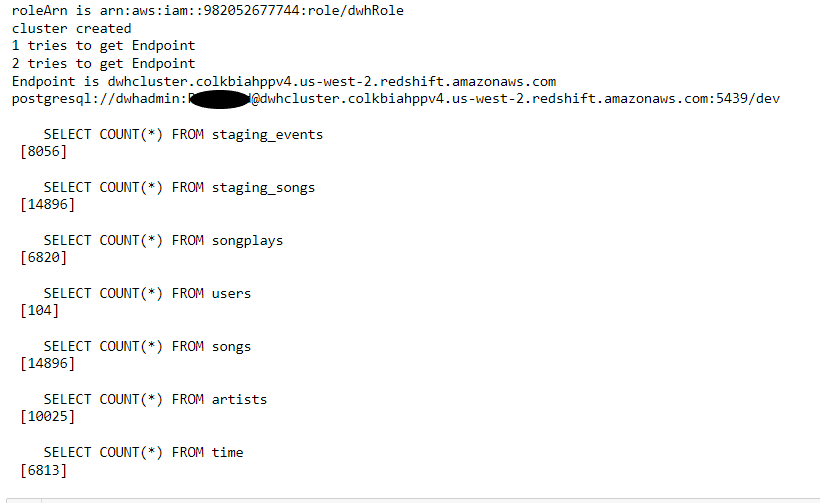 roleArn is arn:aws:iam::982052677744:role/dwhRole
cluster created
1 tries to get Endpoint
2 tries to get Endpoint
Endpoint is dwhcluster.colkbiahppv4.us-west-2.redshift.amazonaws.com
postgresql://dwhadmin: @dwhcluster.colkbiahppv4.us-west-2.redshift.amazonaws.com:5439/dev
SELECT COUNT(*) FROM staging_events
[8056]
SELECT COUNT(*) FROM staging_songs
[14896]
SELECT COUNT(*) FROM songplays
[6820]
SELECT COUNT(*) FROM users
[104]
SELECT COUNT(*) FROM songs
[14896]
SELECT COUNT(*) FROM artists
[10025]
SELECT COUNT(*) FROM time
[6813]